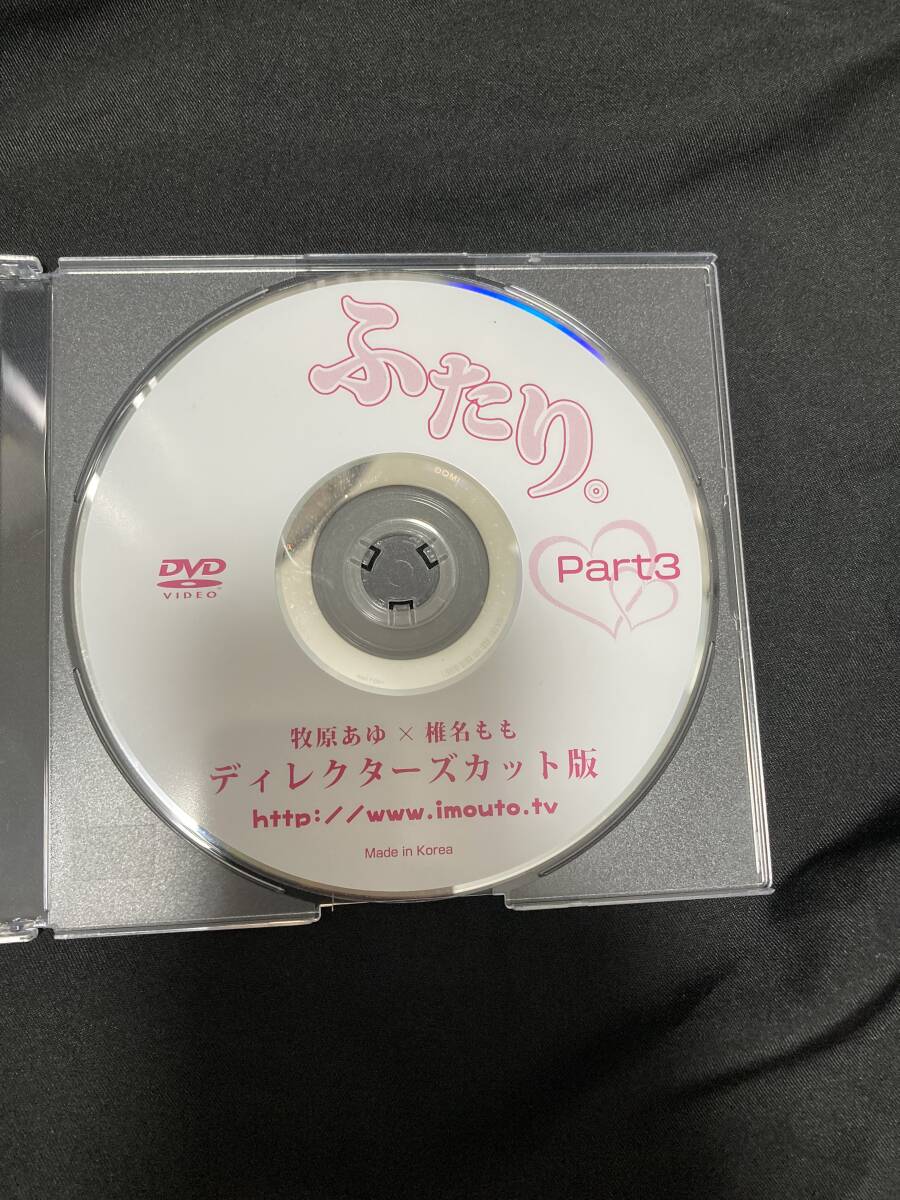 ふたり。
Part3
DVD
VIDEO
牧原あゆ × 椎名もも
ディレクターズカット版
http://www.imouto.tv
Made in Korea